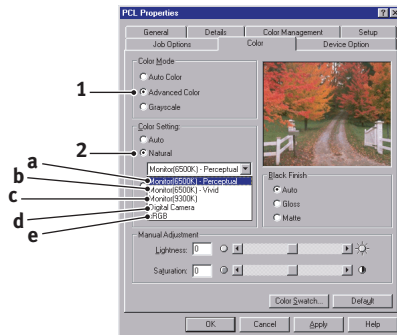 PCL Properties
General Details Color Management Setup
Job Options Color Device Option
Color Mode
Auto Color
1 Advanced Color
Grayscale
Color Setting:
Auto
2 Natural
Monitor(6500K) - Perceptual
a Monitor(6500K) - Perceptual
b Monitor(6500K) - Vivid
c Monitor(9300K)
d Digital Camera
e sRGB
Black Finish
Auto
Gloss
Matte
Manual Adjustment
Lightness: 0
Saturation: 0
Color Swatch... Default
OK Cancel Apply Help